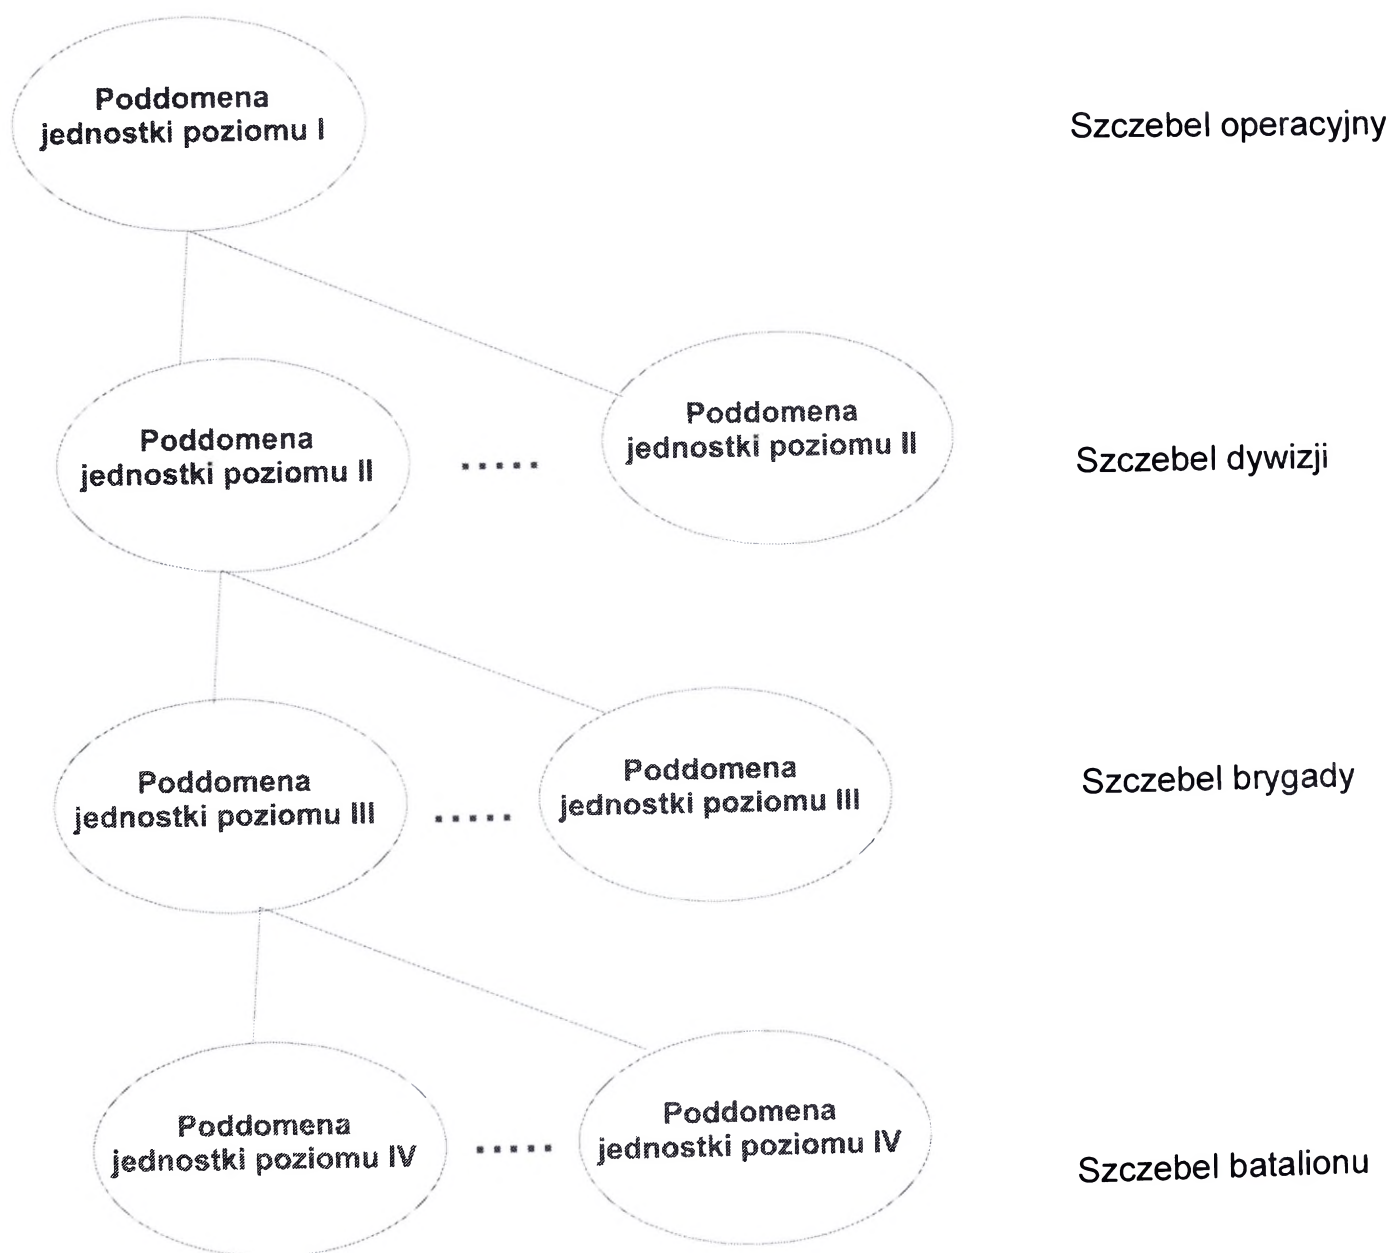 Poddomena
jednostki poziomu I
Szczebel operacyjny
Poddomena
jednostki poziomu II
.....
Poddomena
jednostki poziomu II
Szczebel dywizji
Poddomena
jednostki poziomu III
.....
Poddomena
jednostki poziomu III
Szczebel brygady
Poddomena
jednostki poziomu IV
.....
Poddomena
jednostki poziomu IV
Szczebel batalionu